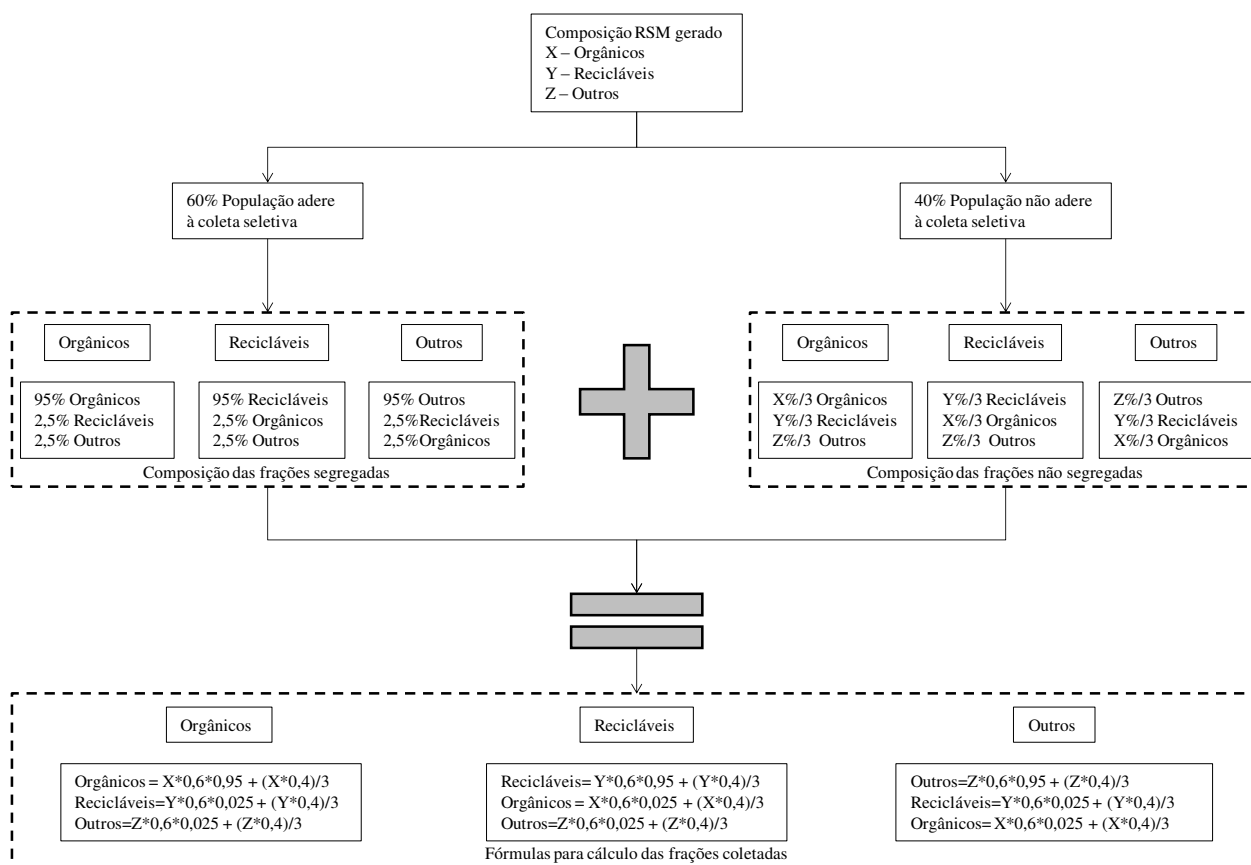 Composição RSM gerado
X – Orgânicos
Y – Recicláveis
Z – Outros
60% População adere
à coleta seletiva
40% População não adere
à coleta seletiva
Orgânicos
Recicláveis
Outros
95% Orgânicos
2,5% Recicláveis
2,5% Outros
95% Recicláveis
2,5% Orgânicos
2,5% Outros
95% Outros
2,5%Recicláveis
2,5%Orgânicos
Composição das frações segregadas
Orgânicos
Recicláveis
Outros
X%/3 Orgânicos
Y%/3 Recicláveis
Z%/3 Outros
Y%/3 Recicláveis
X%/3 Orgânicos
Z%/3 Outros
Z%/3 Outros
Y%/3 Recicláveis
X%/3 Orgânicos
Composição das frações não segregadas
Orgânicos
Recicláveis
Outros
Orgânicos = X*0,6*0,95 + (X*0,4)/3
Recicláveis=Y*0,6*0,025 + (Y*0,4)/3
Outros=Z*0,6*0,025 + (Z*0,4)/3
Recicláveis= Y*0,6*0,95 + (Y*0,4)/3
Orgânicos = X*0,6*0,025 + (X*0,4)/3
Outros=Z*0,6*0,025 + (Z*0,4)/3
Outros=Z*0,6*0,95 + (Z*0,4)/3
Recicláveis=Y*0,6*0,025 + (Y*0,4)/3
Orgânicos = X*0,6*0,025 + (X*0,4)/3
Fórmulas para cálculo das frações coletadas